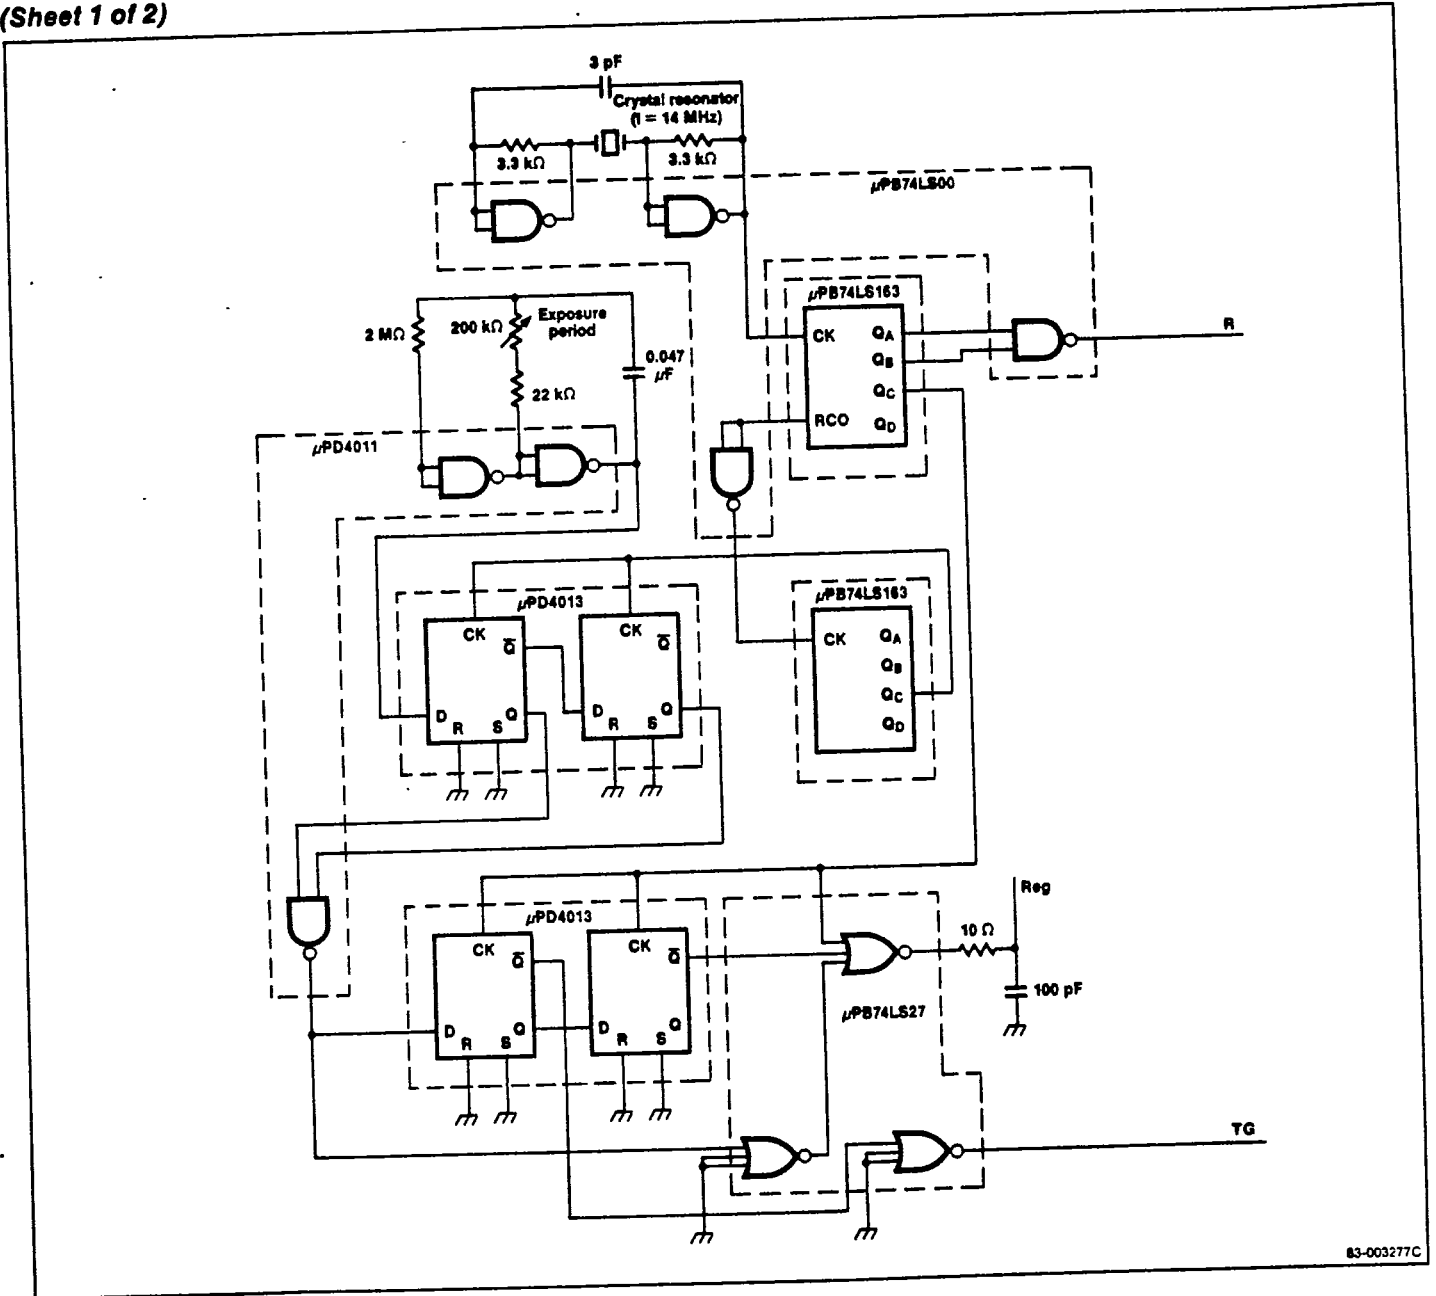 (Sheet 1 of 2)
3 pF
Crystal resonator
(f = 14 MHz)
3.3 kΩ
3.3 kΩ
μPB74LS00
μPB74LS163
CK
QA
QB
QC
QD
RCO
R
2 MΩ
200 kΩ
Exposure
period
22 kΩ
0.047
μF
μPD4011
μPD4013
CK
Q̅
D
R
S
Q
CK
Q̅
D
R
S
Q
μPB74LS163
CK
QA
QB
QC
QD
μPD4013
CK
Q̅
D
R
S
Q
CK
Q̅
D
R
S
Q
Reg
10 Ω
100 pF
μPB74LS27
TG
83-003277C